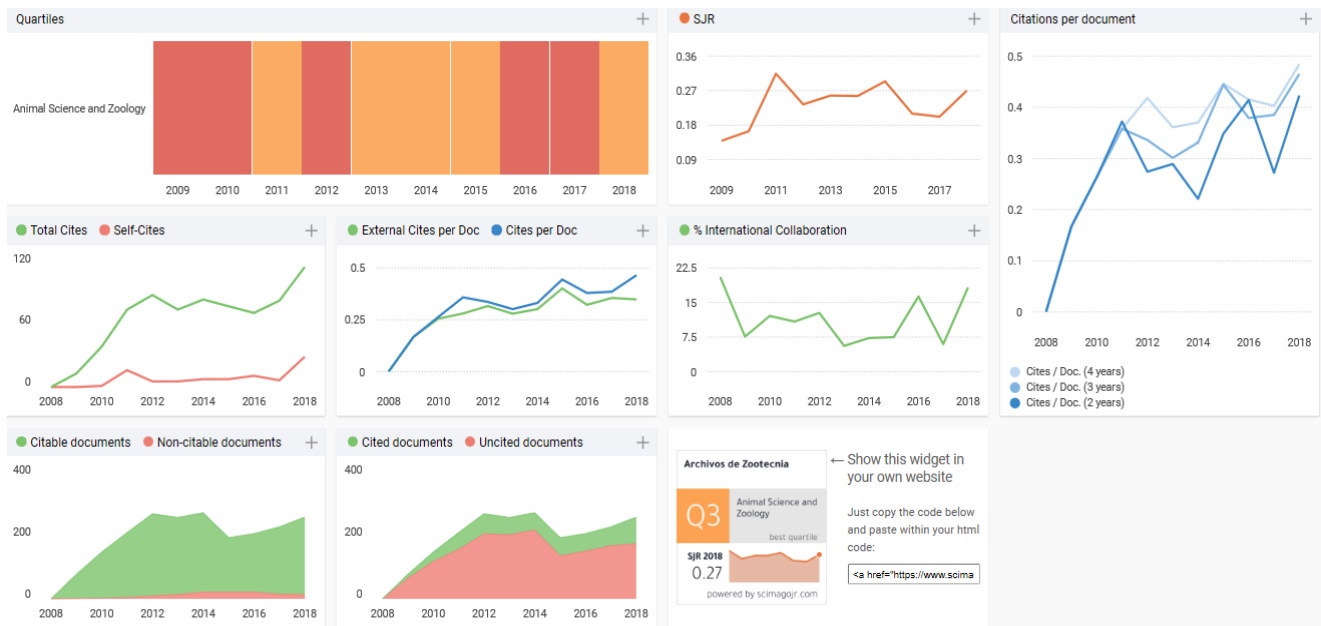 Quartiles
Animal Science and Zoology
2009 2010 2011 2012 2013 2014 2015 2016 2017 2018
SJR
0.36
0.27
0.18
0.09
2009 2011 2013 2015 2017
Citations per document
0.5
0.4
0.3
0.2
0.1
0
2008 2010 2012 2014 2016 2018
Cites / Doc. (4 years)
Cites / Doc. (3 years)
Cites / Doc. (2 years)
Total Cites Self-Cites
120
60
0
2008 2010 2012 2014 2016 2018
External Cites per Doc Cites per Doc
0.5
0.25
0
2008 2010 2012 2014 2016 2018
% International Collaboration
22.5
15
7.5
0
2008 2010 2012 2014 2016 2018
Citable documents Non-citable documents
400
200
0
2008 2010 2012 2014 2016 2018
Cited documents Uncited documents
400
200
0
2008 2010 2012 2014 2016 2018
Archivos de Zootecnia
Q3
Animal Science and
Zoology
best quartile
SJR 2018
0.27
powered by scimagojr.com
← Show this widget in
your own website
Just copy the code below
and paste within your html
code:
<a href="https://www.scima